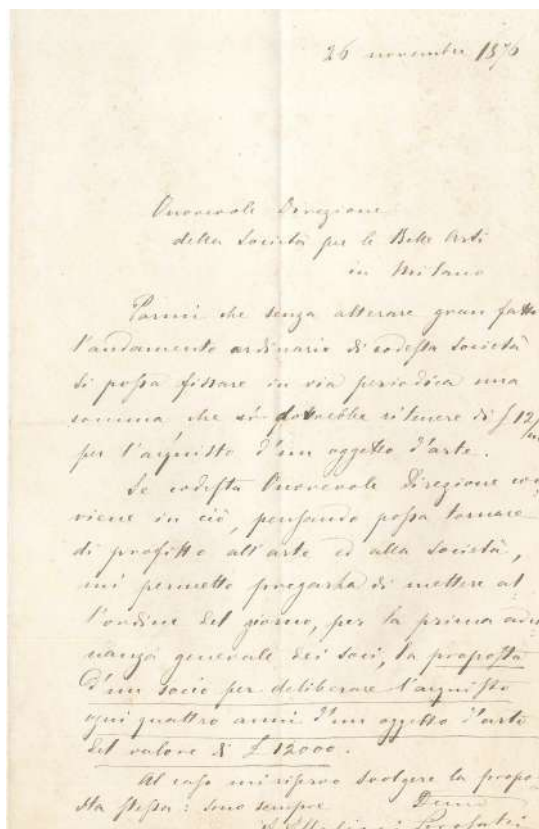 26 novembre 1876
Onorevole Direzione
della Società per le Belle Arti
in Milano
Parmi che senza alterare gran fatto
l'andamento ordinario di codesta Società
si possa fissare in via periodica una
somma che si potrebbe ritenere di £ 12/m
per l'acquisto d'un oggetto d'arte.
Se codesta Onorevole Direzione con
viene in ciò, pensando possa tornare
di profitto all'arte ed alla Società,
mi permetto pregarla di mettere al
l'ordine del giorno, per la prima adu
nanza generale dei soci, la proposta
d'un socio per deliberare l'acquisto
ogni quattro anni d'un oggetto d'arte
del valore di £ 12000.
Al caso mi riservo svolgere la propo
sta stessa: sono sempre